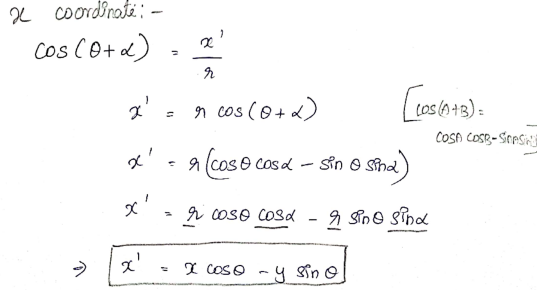 x coordinate:-
cos(θ+α) = x'/r
x' = r cos(θ+α)
[cos(A+B) =
cosA cosB - sinA sinB]
x' = r(cosθ cosα - sinθ sinα)
x' = r cosθ cosα - r sinθ sinα
⇒ x' = x cosθ - y sinθ